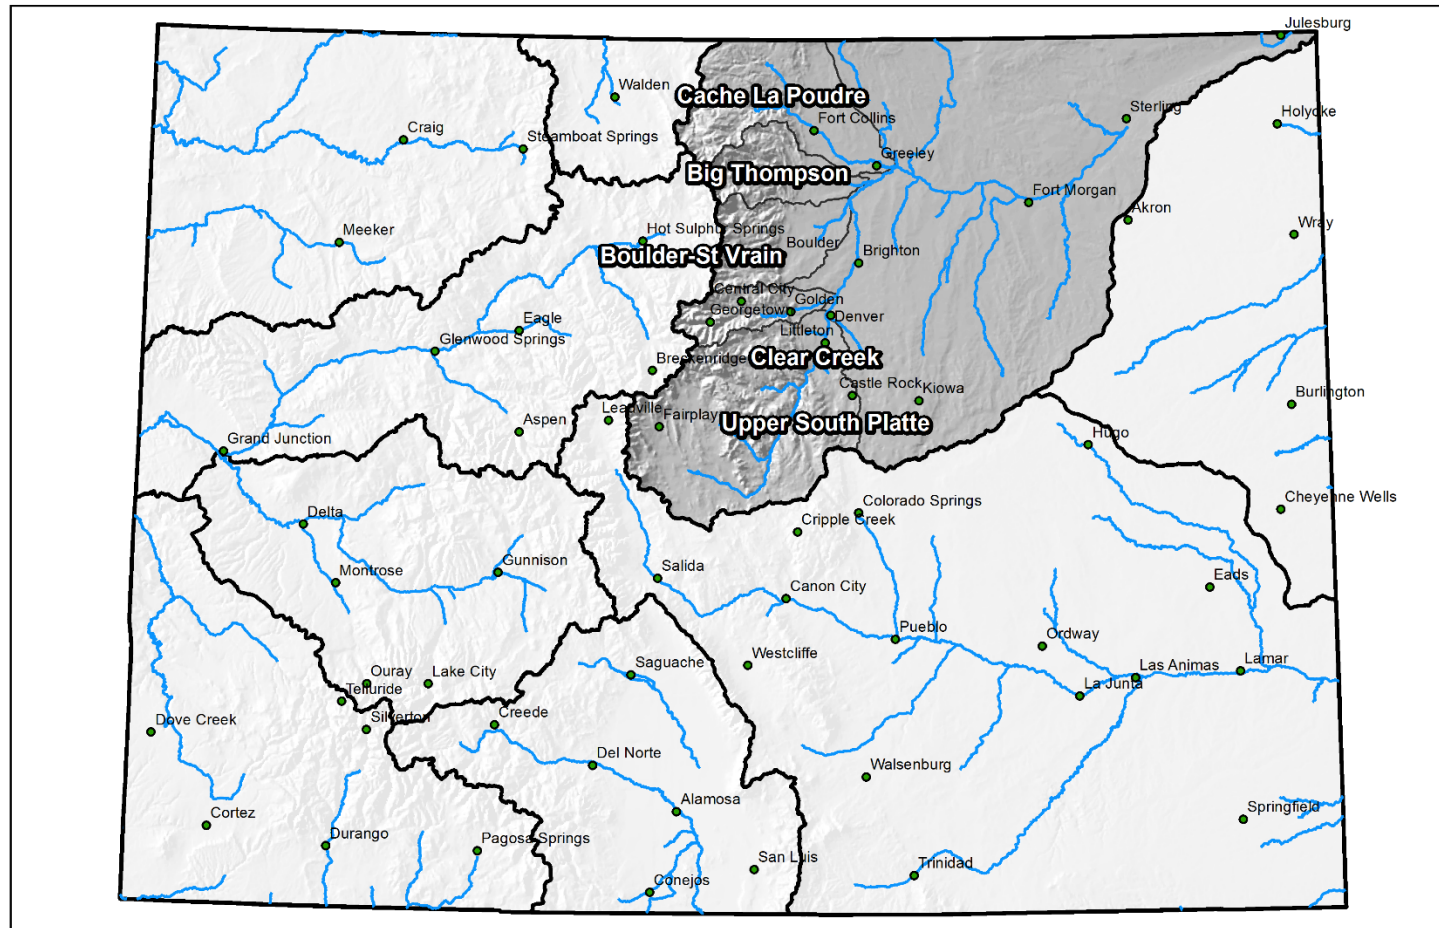 Julesburg
Walden
Cache La Poudre
Sterling
Holyoke
Craig
Fort Collins
Steamboat Springs
Greeley
Big Thompson
Fort Morgan
Akron
Meeker
Hot Sulphur Springs
Boulder
Wray
Boulder-St Vrain
Brighton
Central City
Golden
Georgetown
Denver
Eagle
Littleton
Glenwood Springs
Clear Creek
Breckenridge
Castle Rock
Kiowa
Burlington
Leadville
Fairplay
Aspen
Upper South Platte
Grand Junction
Hugo
Cheyenne Wells
Colorado Springs
Delta
Cripple Creek
Gunnison
Salida
Montrose
Eads
Canon City
Pueblo
Ordway
Westcliffe
Saguache
Las Animas
Lamar
Ouray
Lake City
La Junta
Telluride
Dove Creek
Silverton
Creede
Del Norte
Walsenburg
Alamosa
Springfield
Cortez
Durango
Pagosa Springs
San Luis
Trinidad
Conejos